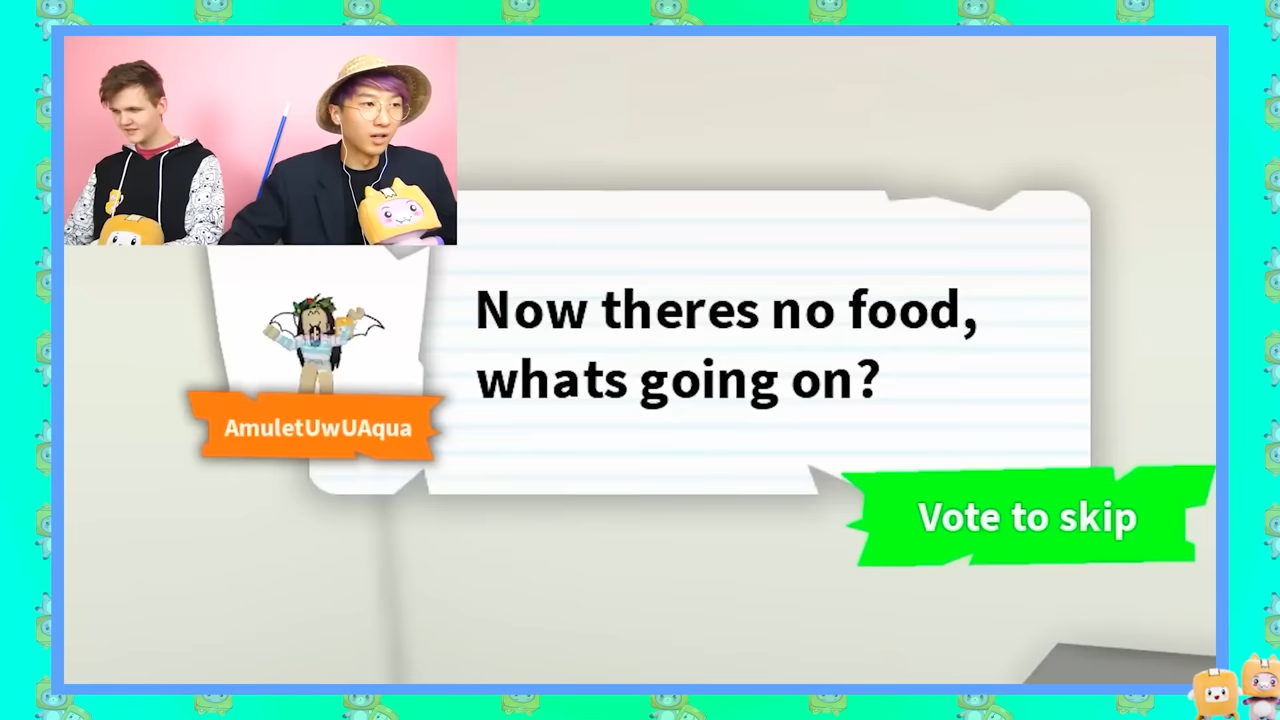 Now theres no food,
whats going on?
AmuletUwUAqua
Vote to skip